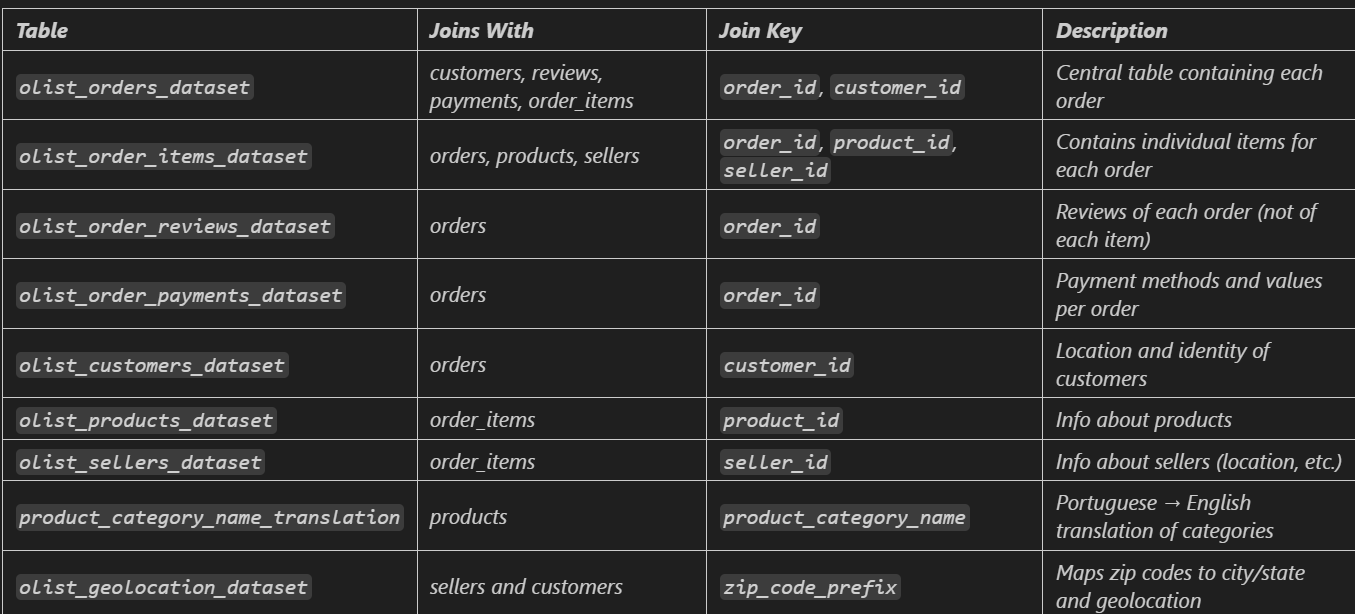 Table Joins With Join Key Description
olist_orders_dataset
customers, reviews,
payments, order_items
order_id, customer_id
Central table containing each
order
olist_order_items_dataset
orders, products, sellers
order_id, product_id,
seller_id
Contains individual items for
each order
olist_order_reviews_dataset
orders
order_id
Reviews of each order (not of
each item)
olist_order_payments_dataset
orders
order_id
Payment methods and values
per order
olist_customers_dataset
orders
customer_id
Location and identity of
customers
olist_products_dataset
order_items
product_id
Info about products
olist_sellers_dataset
order_items
seller_id
Info about sellers (location, etc.)
product_category_name_translation
products
product_category_name
Portuguese → English
translation of categories
olist_geolocation_dataset
sellers and customers
zip_code_prefix
Maps zip codes to city/state
and geolocation